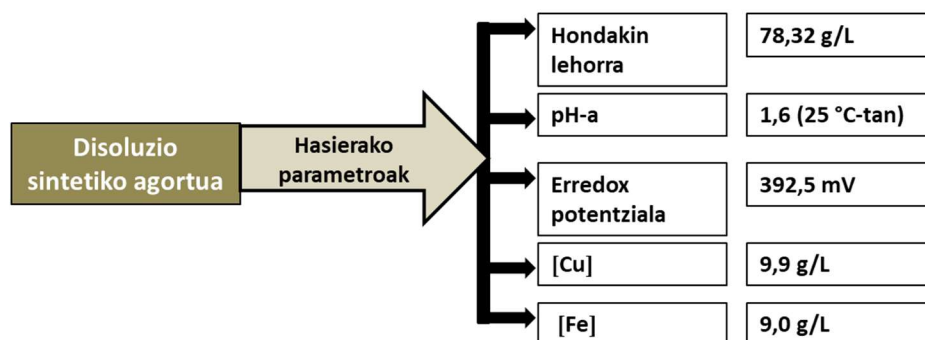 Disoluzio
sintetiko agortua
Hasierako
parametroak
Hondakin
lehorra
78,32 g/L
pH-a
1,6 (25 °C-tan)
Erredox
potentziala
392,5 mV
[Cu]
9,9 g/L
[Fe]
9,0 g/L